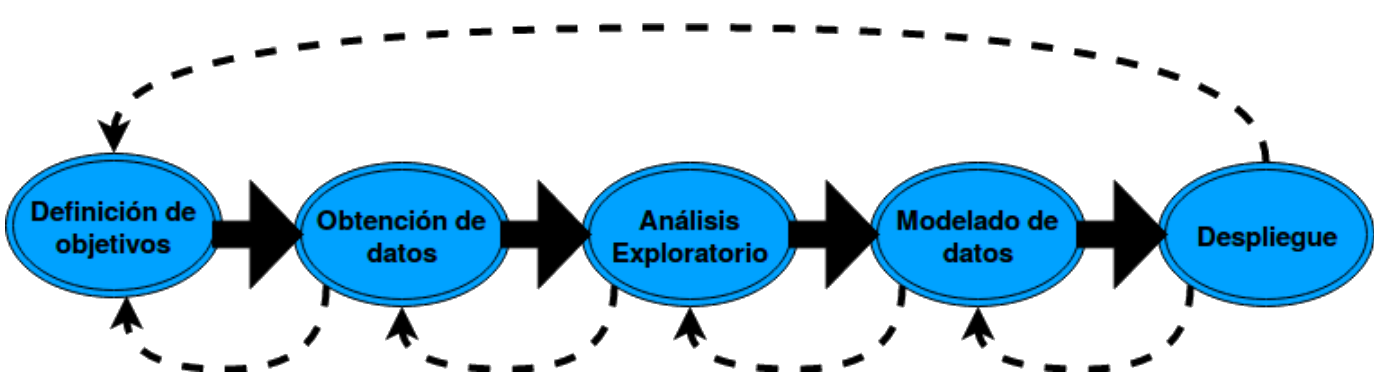 Definición de
objetivos
Obtención de
datos
Análisis
Exploratorio
Modelado de
datos
Despliegue